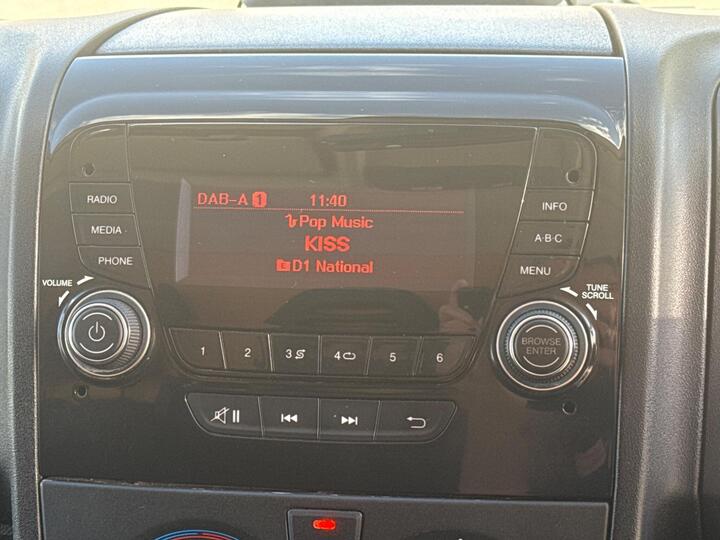 DAB-A 1 11:40
Pop Music
KISS
D1 National
RADIO
MEDIA
PHONE
INFO
A·B·C
MENU
VOLUME
TUNE
SCROLL
BROWSE
ENTER
1 2 3 4 5 6